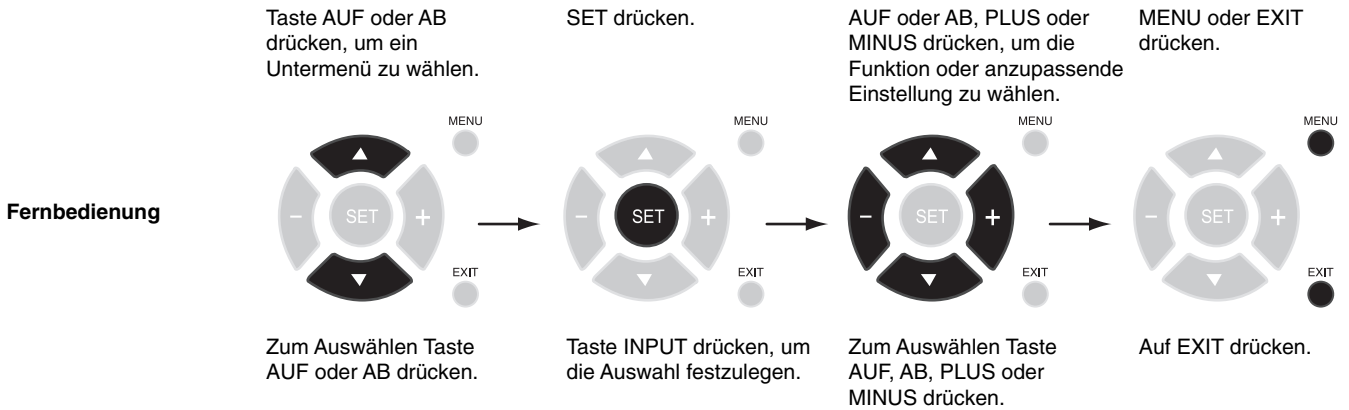 Taste AUF oder AB
drücken, um ein
Untermenü zu wählen.
SET drücken.
AUF oder AB, PLUS oder
MINUS drücken, um die
Funktion oder anzupassende
Einstellung zu wählen.
MENU oder EXIT
drücken.
Fernbedienung
MENU
- SET +
EXIT
MENU
- SET +
EXIT
MENU
- SET +
EXIT
MENU
- SET +
EXIT
Zum Auswählen Taste
AUF oder AB drücken.
Taste INPUT drücken, um
die Auswahl festzulegen.
Zum Auswählen Taste
AUF, AB, PLUS oder
MINUS drücken.
Auf EXIT drücken.